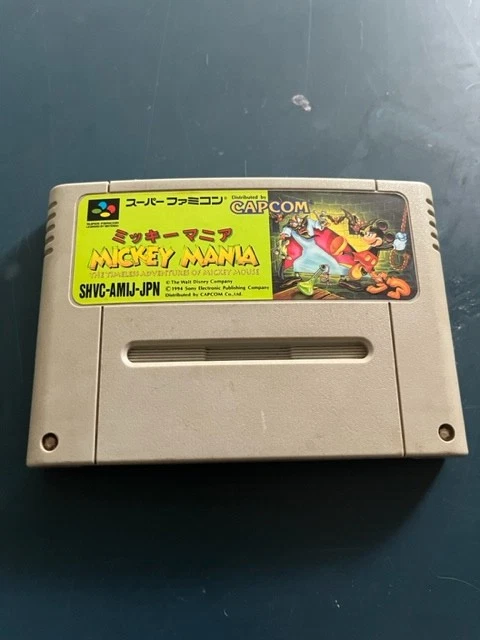 スーパーファミコン®
Distributed by
CAPCOM
SUPER FAMICOM
ミッキーマニア
MICKEY MANIA
THE TIMELESS ADVENTURES OF MICKEY MOUSE
SHVC-AMIJ-JPN
© The Walt Disney Company
© 1994 Sony Electronic Publishing Company
Distributed by CAPCOM Co., Ltd.